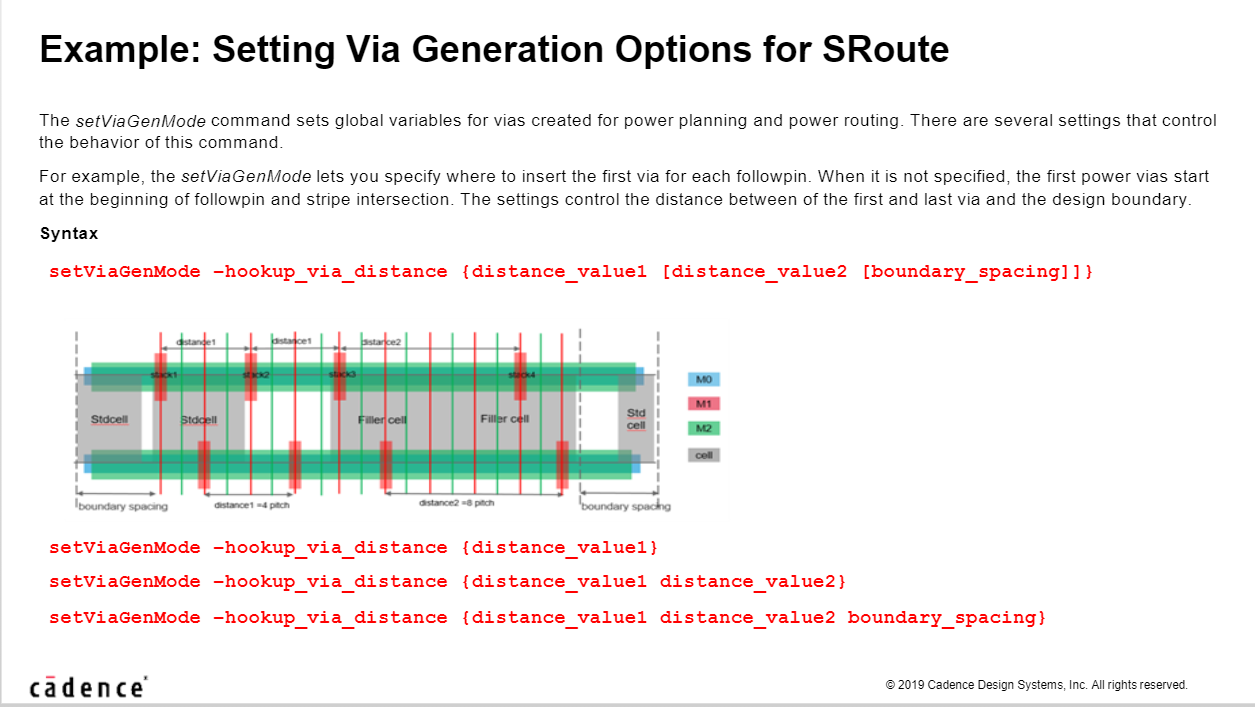 Example: Setting Via Generation Options for SRoute
The setViaGenMode command sets global variables for vias created for power planning and power routing. There are several settings that control
the behavior of this command.
For example, the setViaGenMode lets you specify where to insert the first via for each followpin. When it is not specified, the first power vias start
at the beginning of followpin and stripe intersection. The settings control the distance between of the first and last via and the design boundary.
Syntax
setViaGenMode –hookup_via_distance {distance_value1 [distance_value2 [boundary_spacing]]}
distance1 distance1 distance2
stack1 stack2 stack3 stack4
M0
M1
M2
cell
Stdcell Stdcell Filler cell Filler cell Std
cell
boundary spacing distance1 =4 pitch distance2 =8 pitch boundary spacing
setViaGenMode –hookup_via_distance {distance_value1}
setViaGenMode –hookup_via_distance {distance_value1 distance_value2}
setViaGenMode –hookup_via_distance {distance_value1 distance_value2 boundary_spacing}
cādence
© 2019 Cadence Design Systems, Inc. All rights reserved.